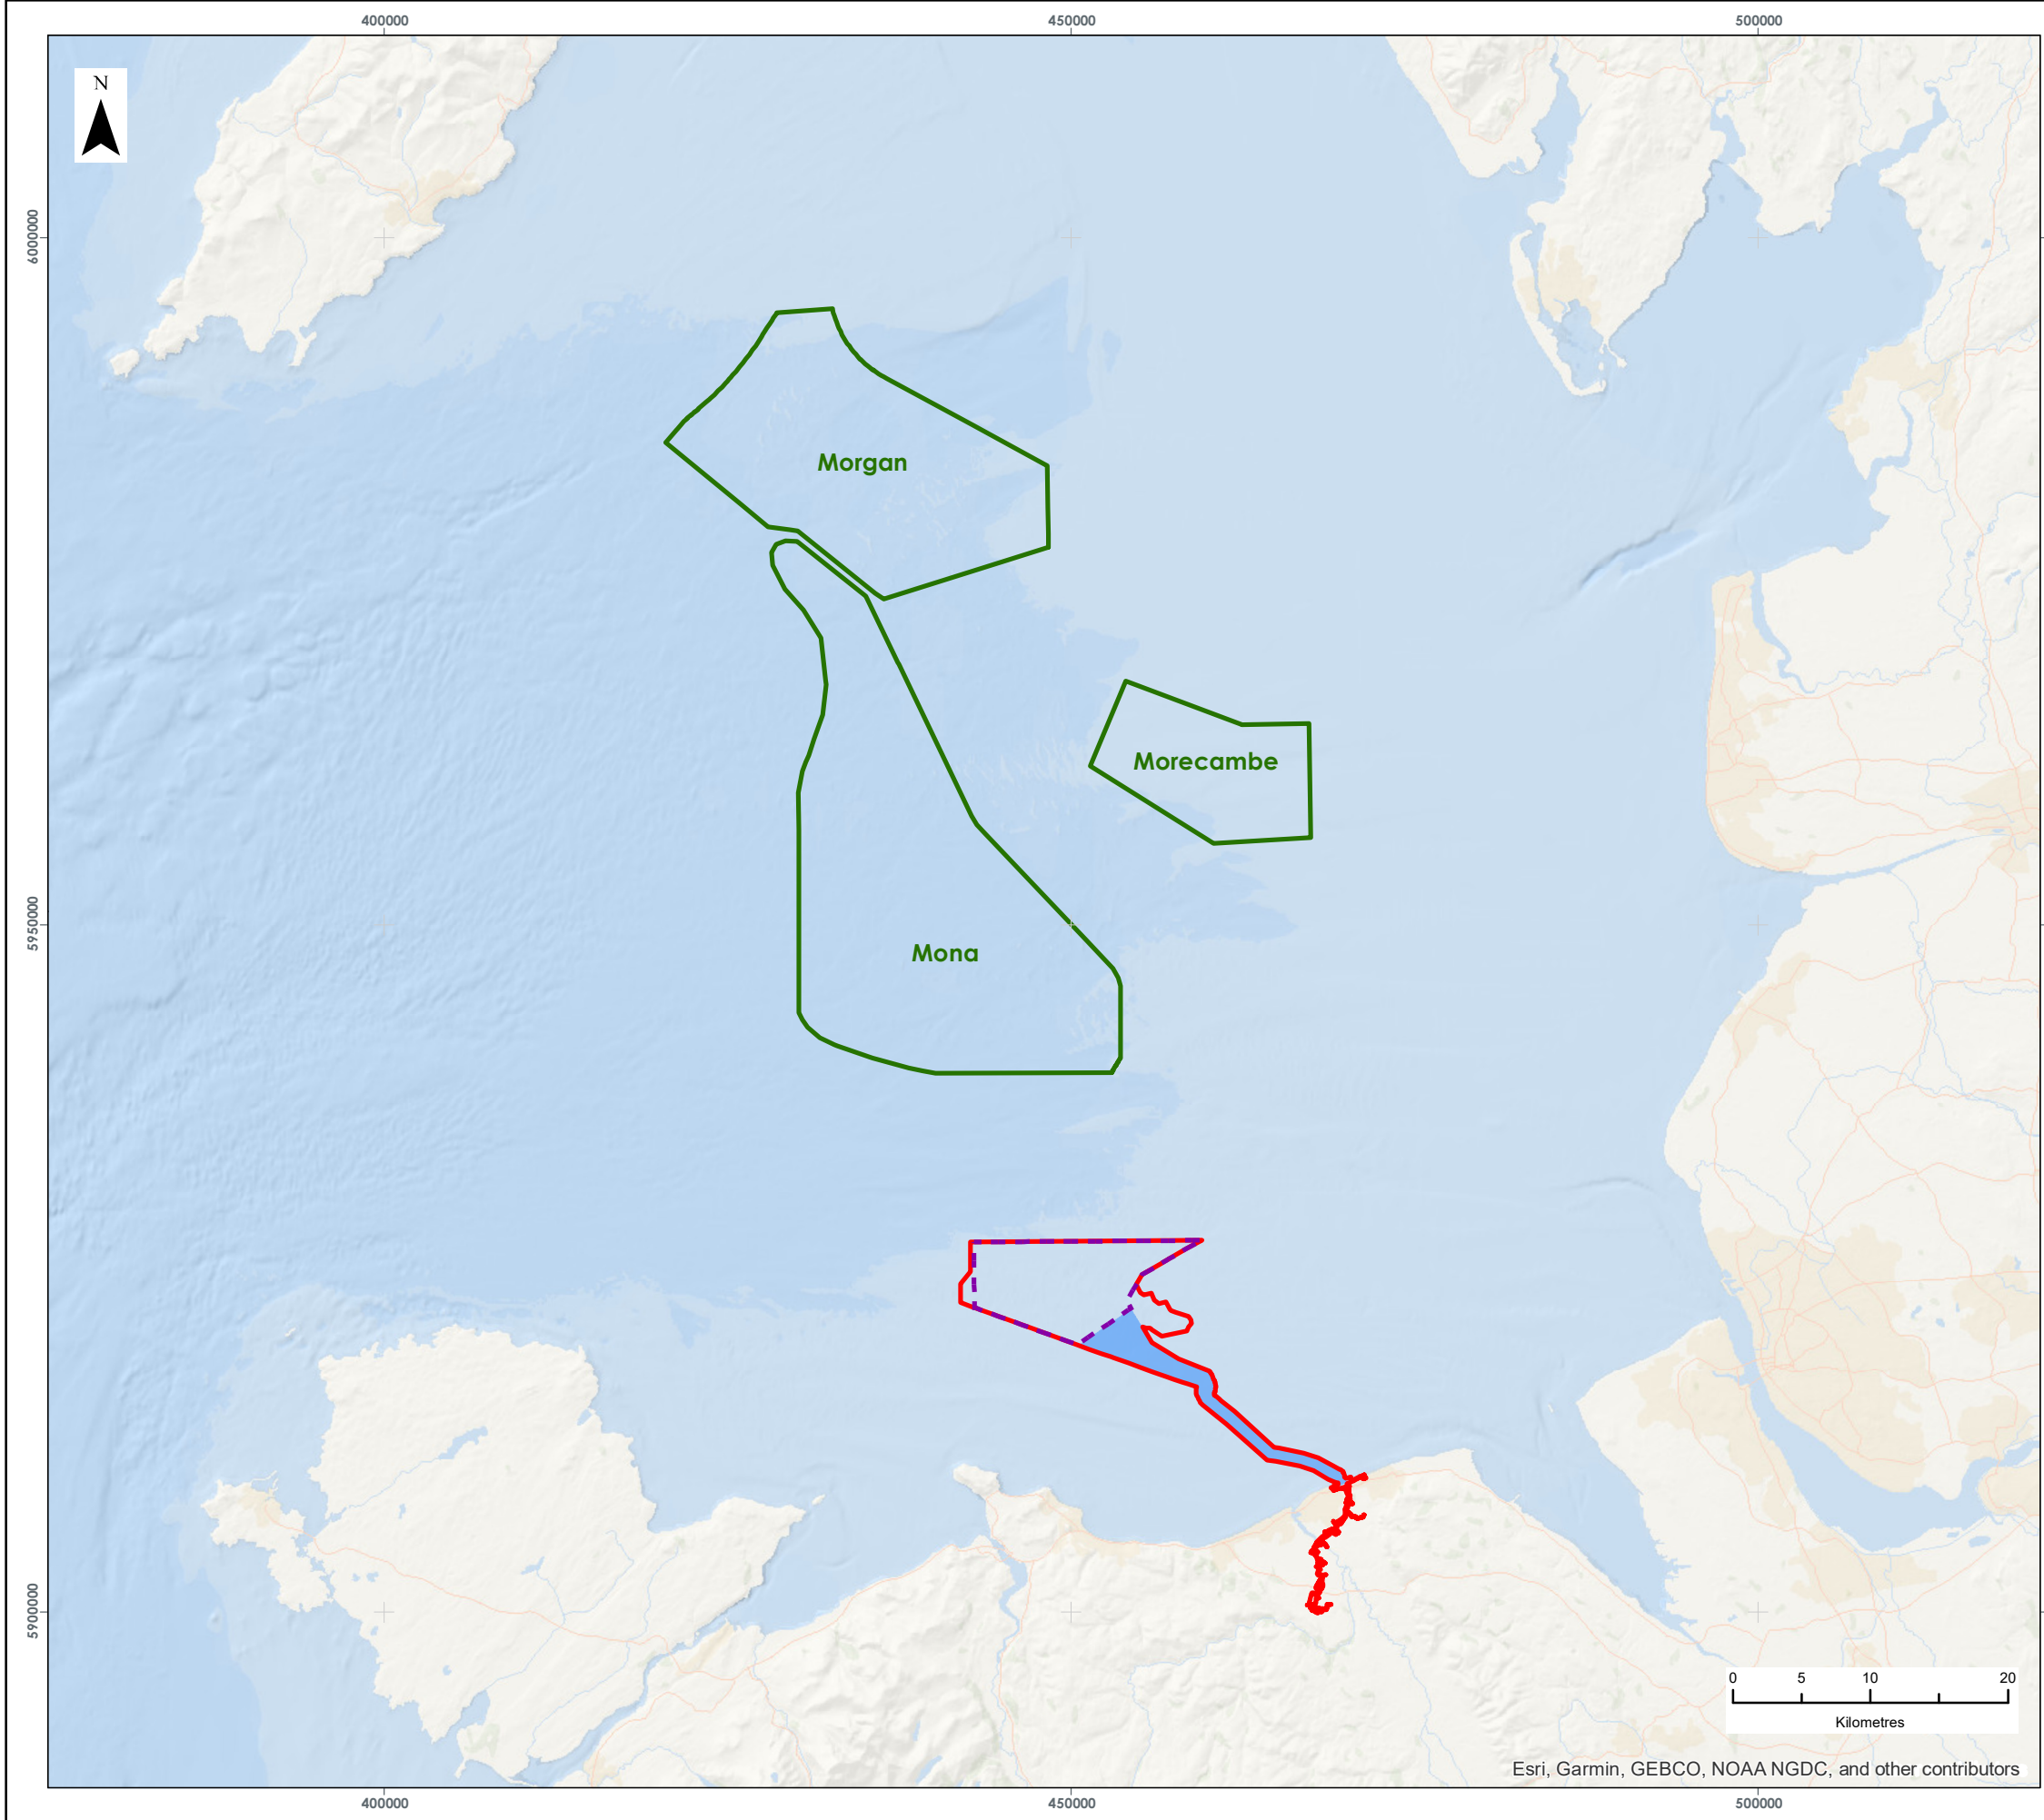 400000
450000
500000
N
6000000
Morgan
Morecambe
5950000
Mona
5900000
0 5 10 20
Kilometres
Esri, Garmin, GEBCO, NOAA NGDC, and other contributors
400000
450000
500000